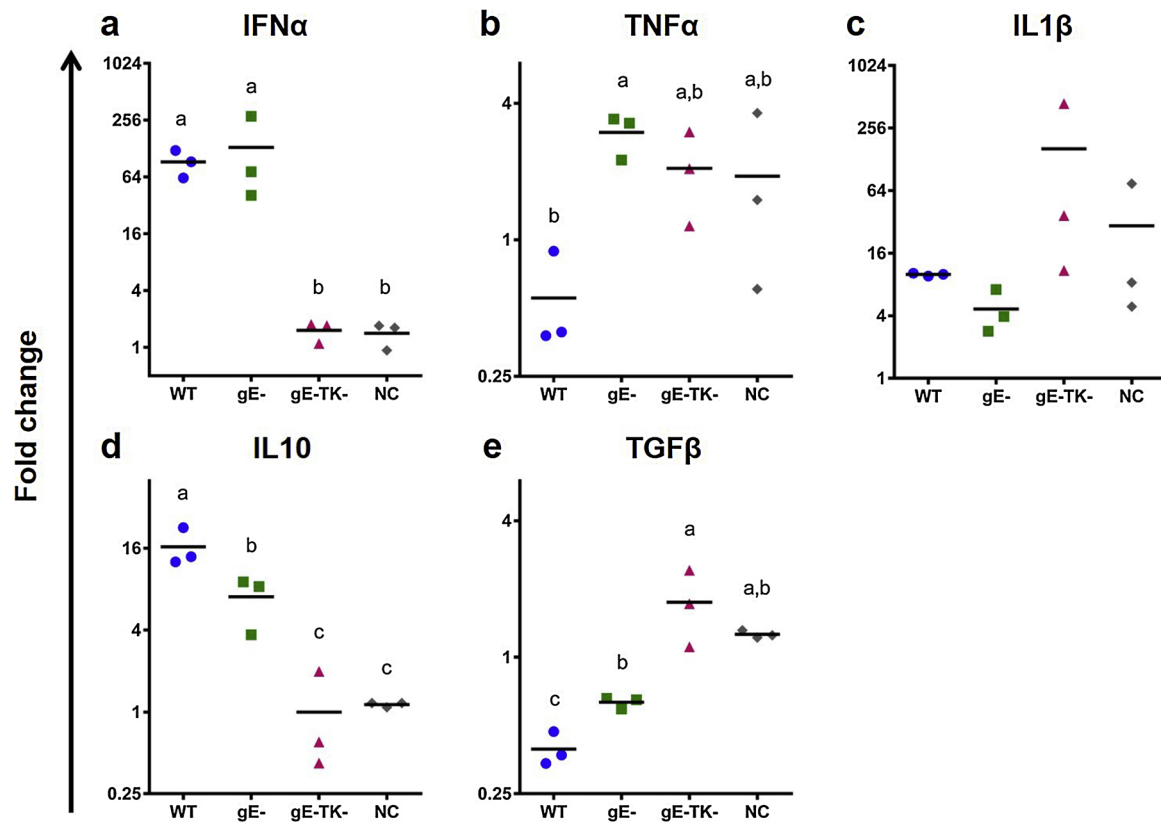 a IFNα
1024
256
64
16
4
1
a
a
b
b
WT gE- gE-TK- NC
b TNFα
4
1
0.25
b
a
a,b
a,b
WT gE- gE-TK- NC
c IL1β
1024
256
64
16
4
1
WT gE- gE-TK- NC
Fold change
d IL10
16
4
1
0.25
a
b
c
c
WT gE- gE-TK- NC
e TGFβ
4
1
0.25
c
b
a
a,b
WT gE- gE-TK- NC